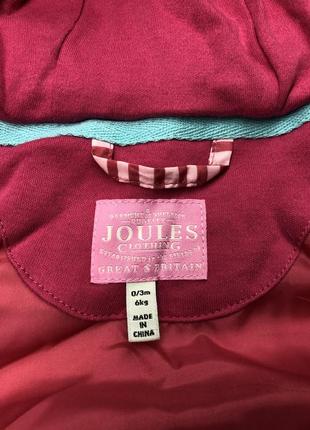 JOULES
CLOTHING
GREAT BRITAIN
0/3m
6kg
MADE
IN
CHINA